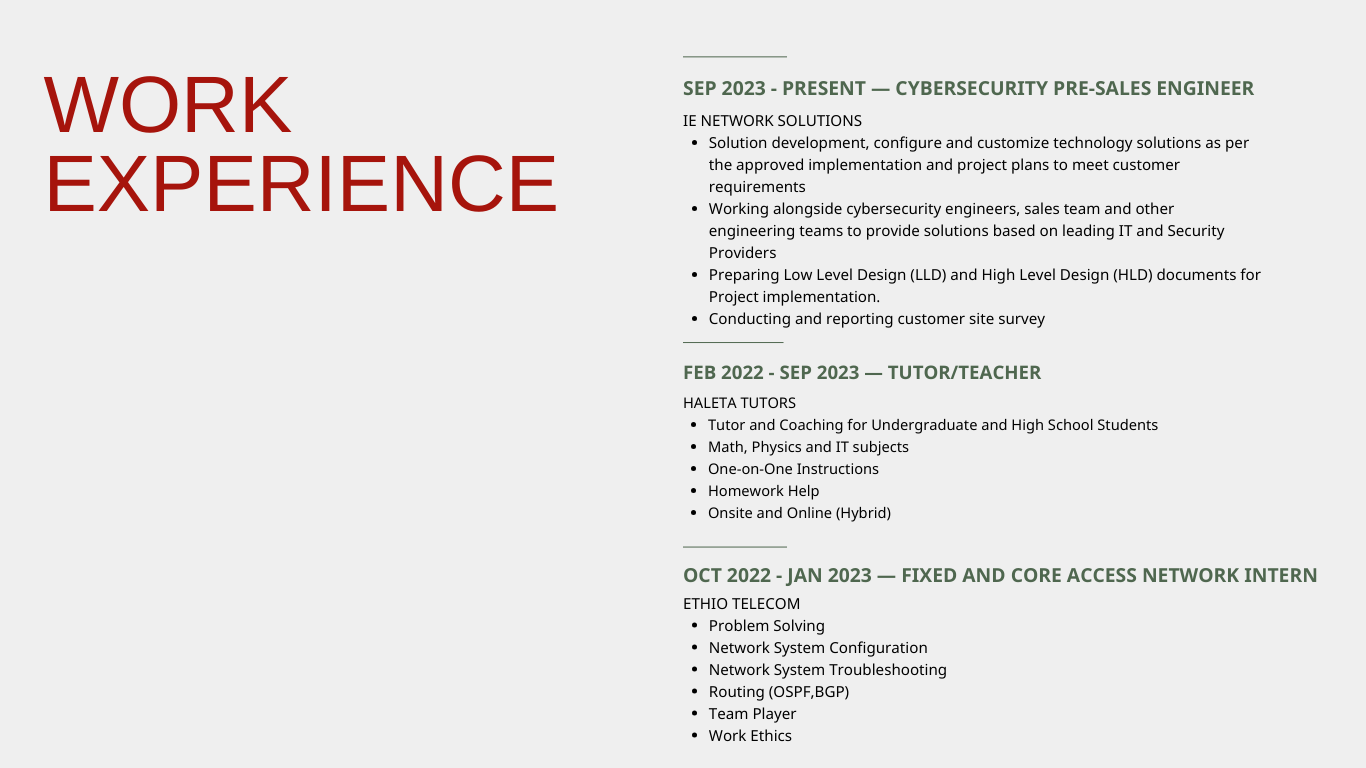 WORK
EXPERIENCE
SEP 2023 - PRESENT — CYBERSECURITY PRE-SALES ENGINEER
IE NETWORK SOLUTIONS
• Solution development, configure and customize technology solutions as per
the approved implementation and project plans to meet customer
requirements
• Working alongside cybersecurity engineers, sales team and other
engineering teams to provide solutions based on leading IT and Security
Providers
• Preparing Low Level Design (LLD) and High Level Design (HLD) documents for
Project implementation.
• Conducting and reporting customer site survey
FEB 2022 - SEP 2023 — TUTOR/TEACHER
HALETA TUTORS
• Tutor and Coaching for Undergraduate and High School Students
• Math, Physics and IT subjects
• One-on-One Instructions
• Homework Help
• Onsite and Online (Hybrid)
OCT 2022 - JAN 2023 — FIXED AND CORE ACCESS NETWORK INTERN
ETHIO TELECOM
• Problem Solving
• Network System Configuration
• Network System Troubleshooting
• Routing (OSPF,BGP)
• Team Player
• Work Ethics